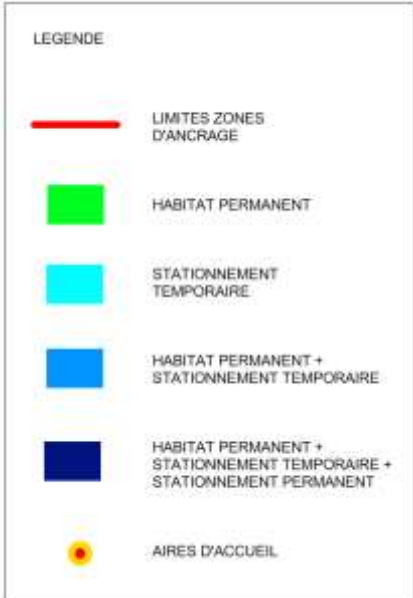 LEGENDE
LIMITES ZONES
D'ANCRAGE
HABITAT PERMANENT
STATIONNEMENT
TEMPORAIRE
HABITAT PERMANENT +
STATIONNEMENT TEMPORAIRE
HABITAT PERMANENT +
STATIONNEMENT TEMPORAIRE +
STATIONNEMENT PERMANENT
AIRES D'ACCUEIL